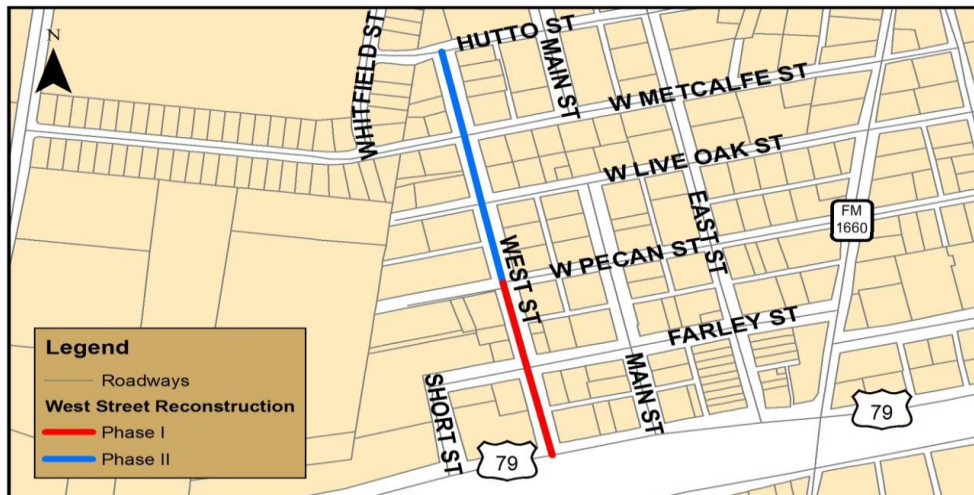 N
WHITFIELD ST
HUTTO ST
MAIN ST
W METCALFE ST
W LIVE OAK ST
EAST ST
FM
1660
WEST ST
W PECAN ST
FARLEY ST
MAIN ST
SHORT ST
79
79
Legend
Roadways
West Street Reconstruction
Phase I
Phase II